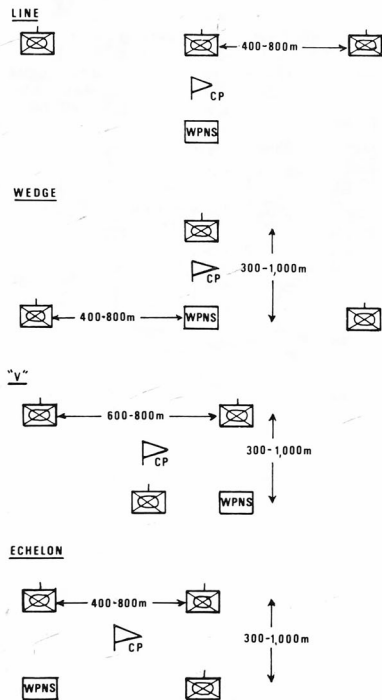 LINE
400-800m
CP
WPNS
WEDGE
CP
300-1,000m
400-800m
WPNS
"V"
600-800m
CP
300-1,000m
WPNS
ECHELON
400-800m
CP
300-1,000m
WPNS